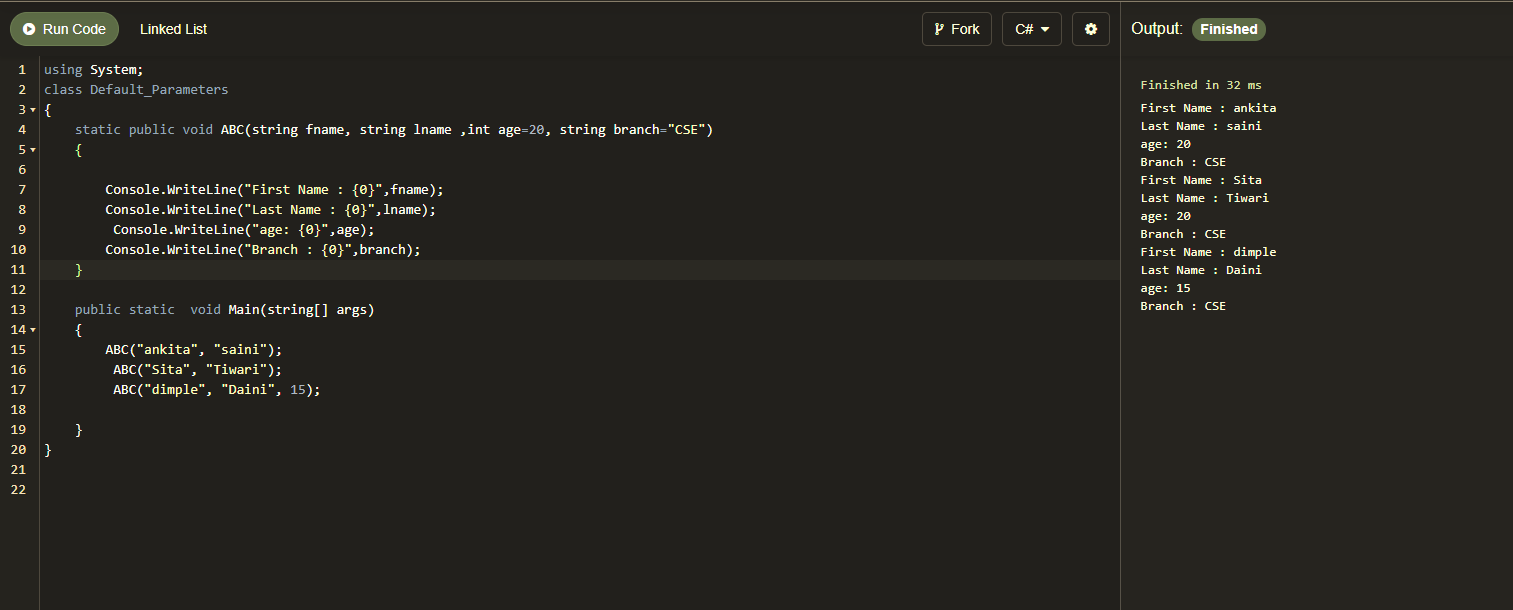 Run Code Linked List Fork C# Output: Finished
1 using System;
2 class Default_Parameters
3 {
4 static public void ABC(string fname, string lname ,int age=20, string branch="CSE")
5 {
6
7 Console.WriteLine("First Name : {0}",fname);
8 Console.WriteLine("Last Name : {0}",lname);
9 Console.WriteLine("age: {0}",age);
10 Console.WriteLine("Branch : {0}",branch);
11 }
12
13 public static  void Main(string[] args)
14 {
15 ABC("ankita", "saini");
16 ABC("Sita", "Tiwari");
17 ABC("dimple", "Daini", 15);
18
19 }
20 }
21
22
Finished in 32 ms
First Name : ankita
Last Name : saini
age: 20
Branch : CSE
First Name : Sita
Last Name : Tiwari
age: 20
Branch : CSE
First Name : dimple
Last Name : Daini
age: 15
Branch : CSE